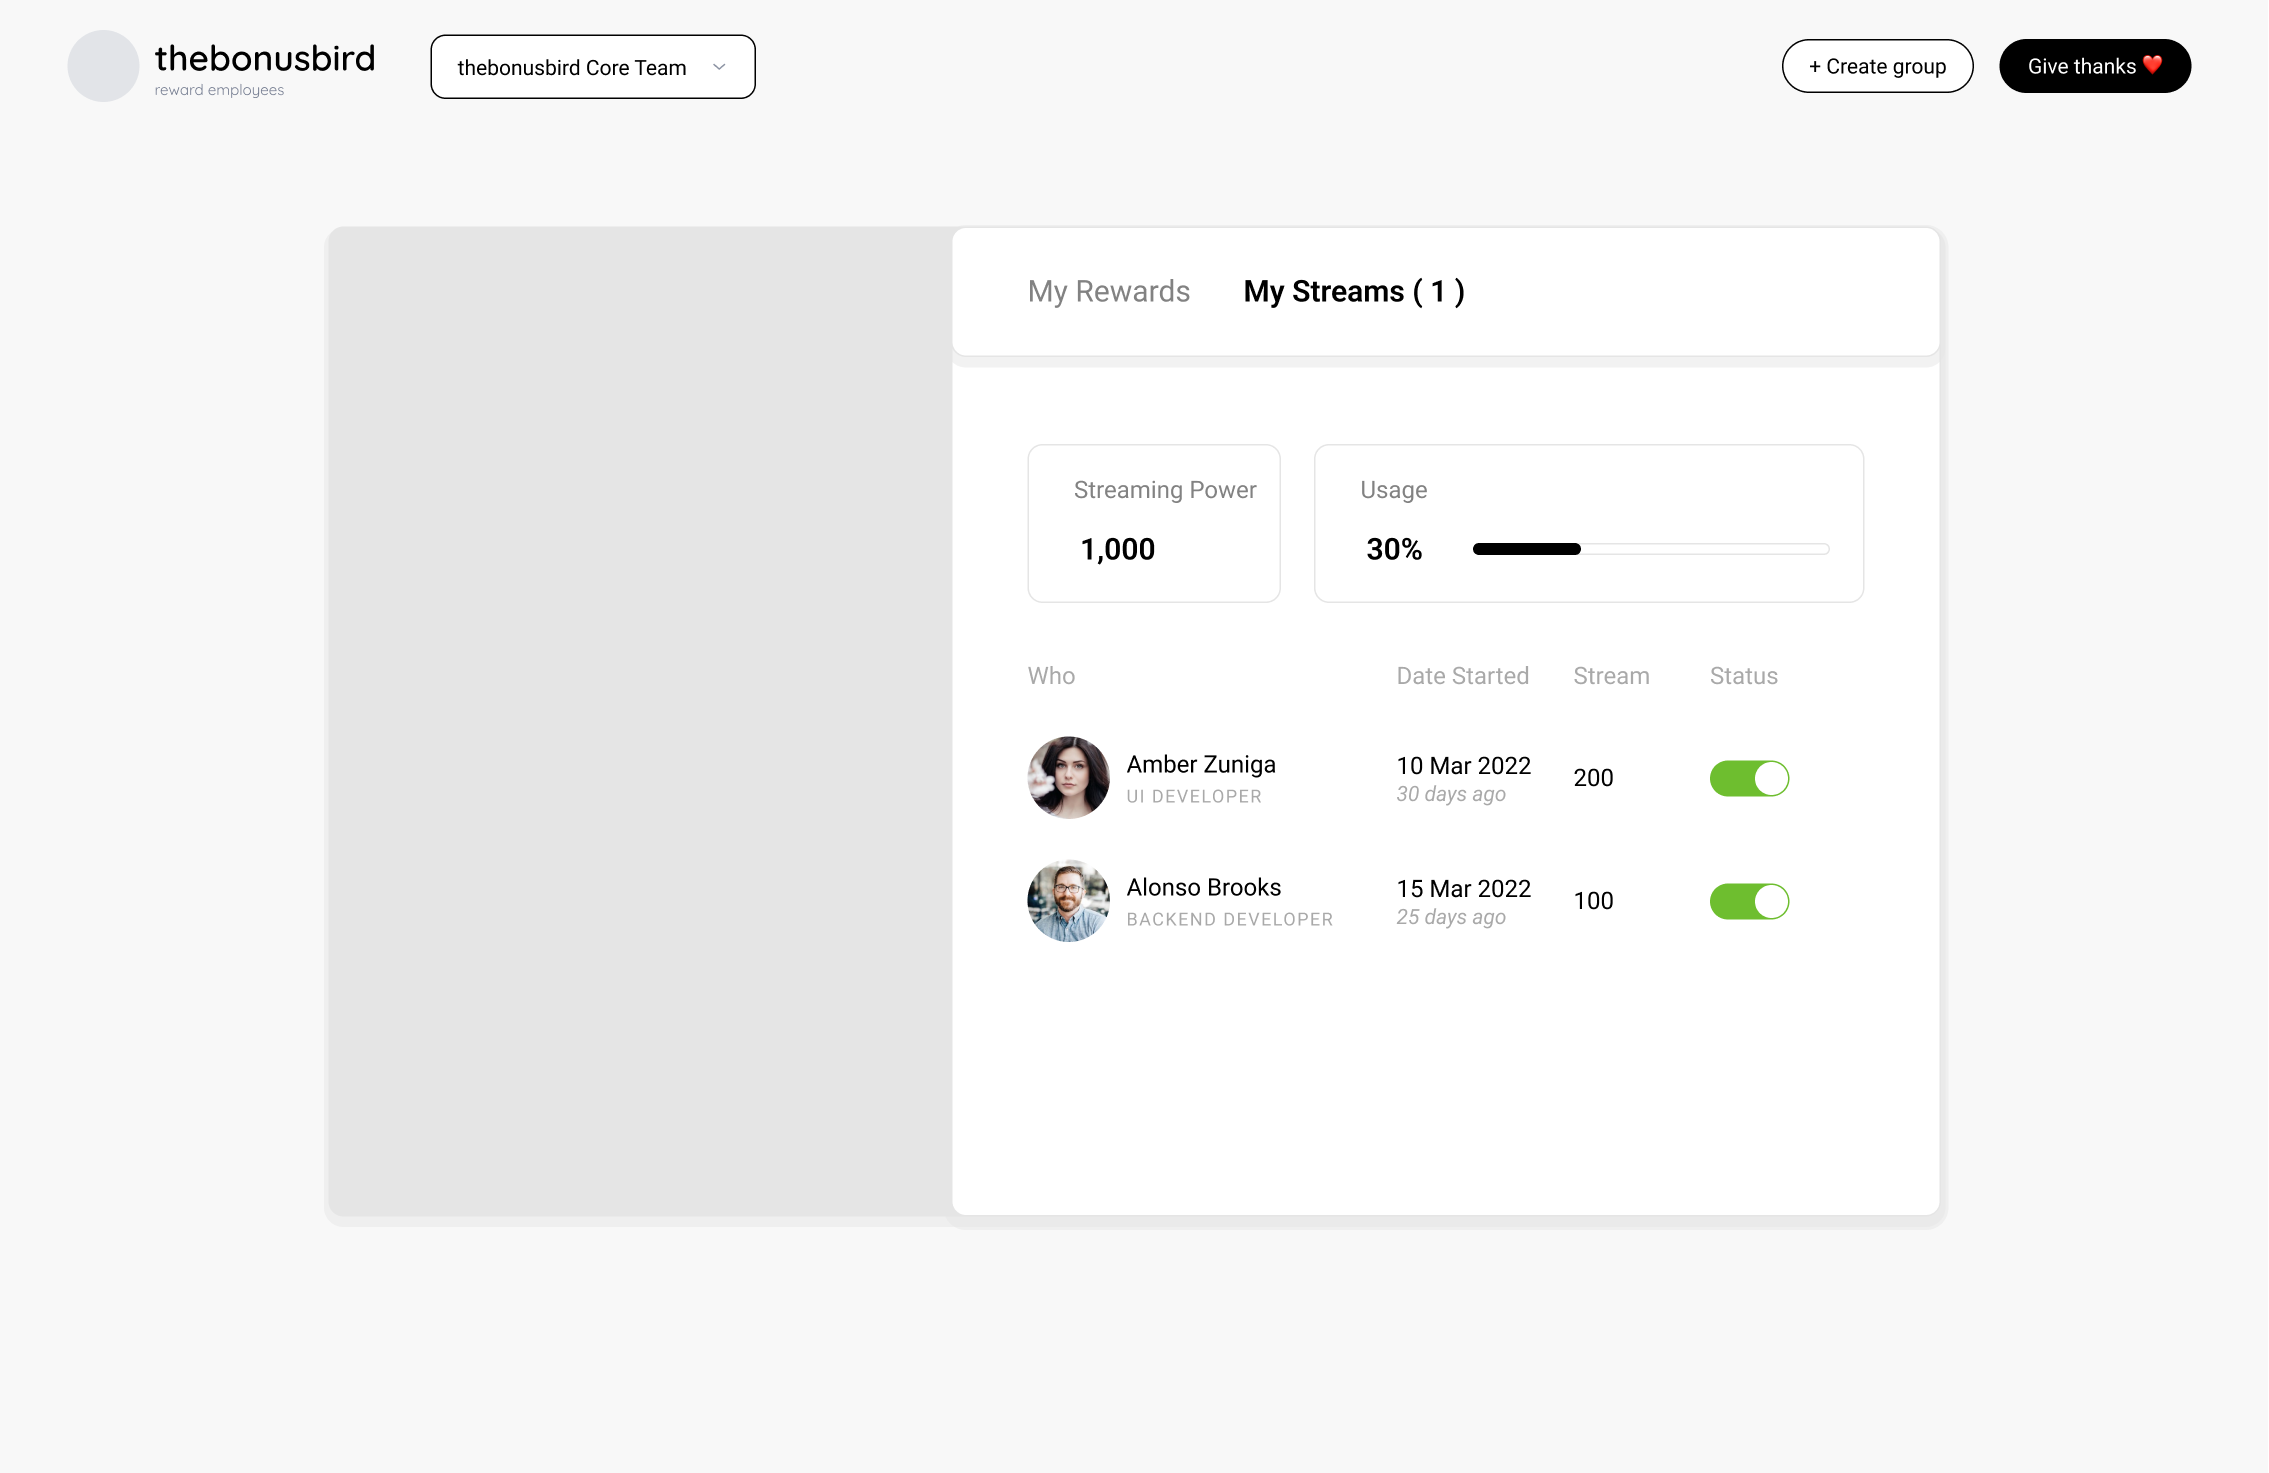 thebonusbird
reward employees
thebonusbird Core Team
+ Create group
Give thanks ❤️
My Rewards
My Streams ( 1 )
Streaming Power
1,000
Usage
30%
Who
Date Started
Stream
Status
Amber Zuniga
UI DEVELOPER
10 Mar 2022
30 days ago
200
Alonso Brooks
BACKEND DEVELOPER
15 Mar 2022
25 days ago
100